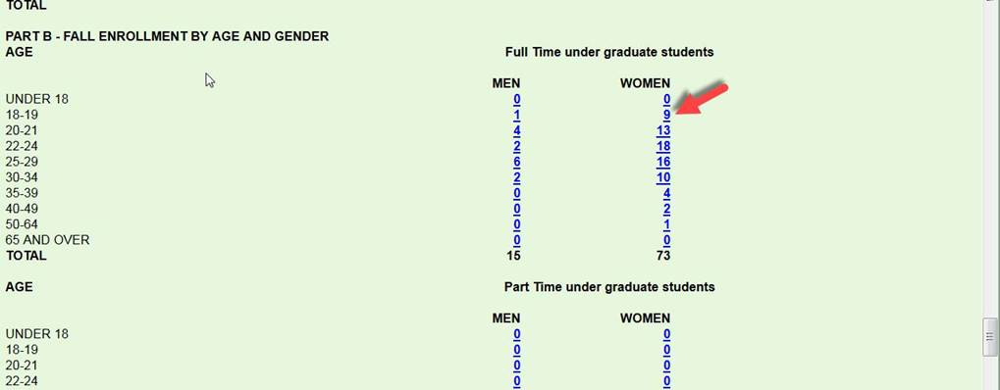 TOTAL
PART B - FALL ENROLLMENT BY AGE AND GENDER
AGE Full Time under graduate students
MEN WOMEN
UNDER 18 0 0
18-19 1 9
20-21 4 13
22-24 2 18
25-29 6 16
30-34 2 10
35-39 0 4
40-49 0 2
50-64 0 1
65 AND OVER 0 0
TOTAL 15 73
AGE Part Time under graduate students
MEN WOMEN
UNDER 18 0 0
18-19 0 0
20-21 0 0
22-24 0 0